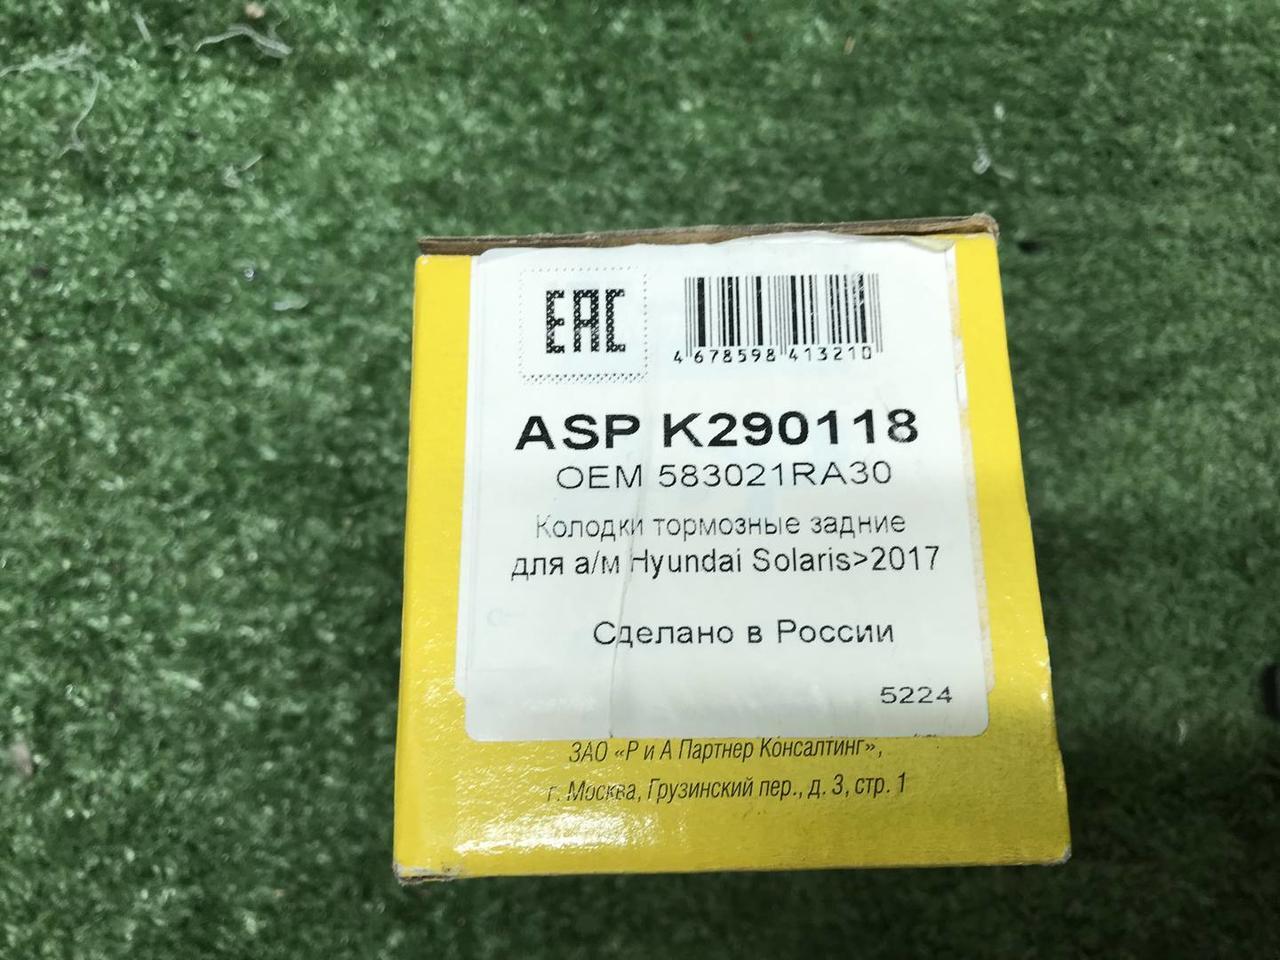 EAC
4 678598 413210
ASP K290118
OEM 583021RA30
Колодки тормозные задние
для а/м Hyundai Solaris>2017
Сделано в России
5224
ЗАО «Р и А Партнер Консалтинг»,
г. Москва, Грузинский пер., д. 3, стр. 1